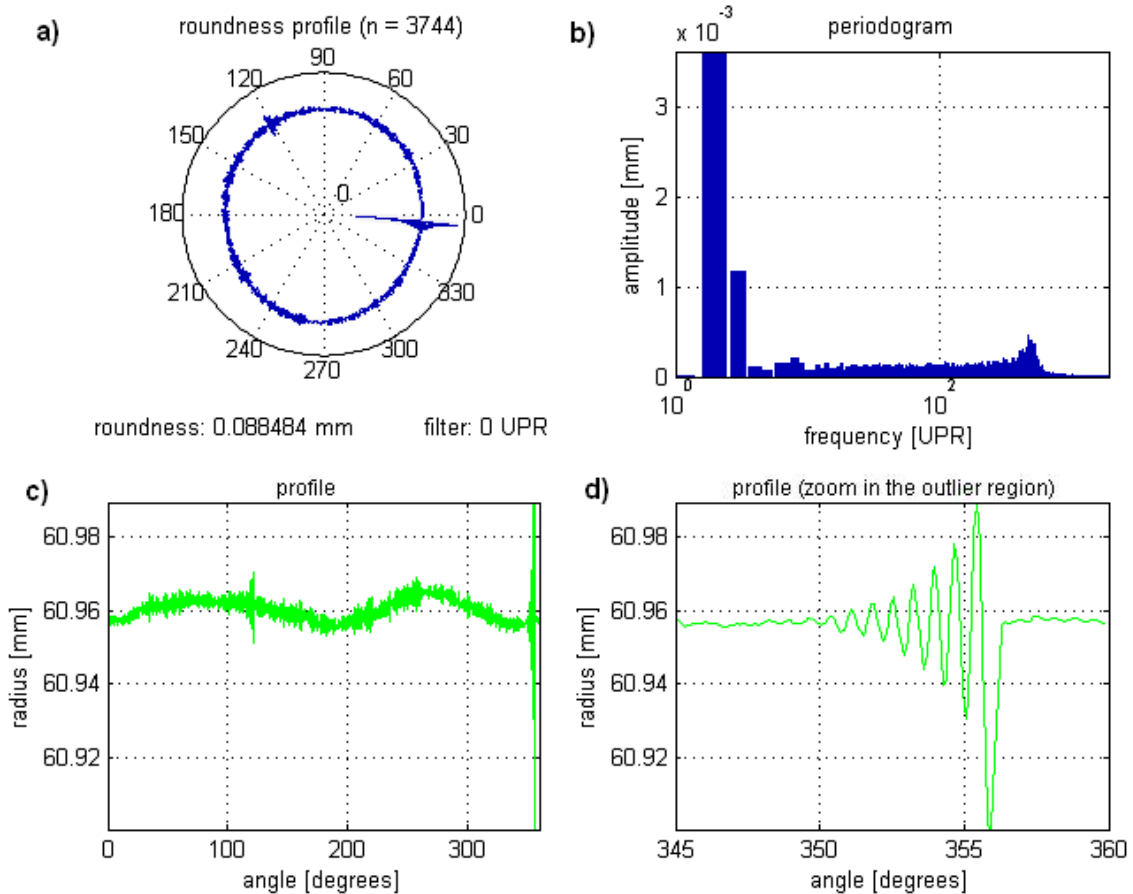 a)
roundness profile (n = 3744)
90
120 60
150 30
0
180 0
210 330
240 300
270
roundness: 0.088484 mm filter: 0 UPR
b)
x 10^-3
periodogram
3
2
1
0
amplitude [mm]
10^0 10^2
frequency [UPR]
c)
profile
60.98
60.96
60.94
60.92
radius [mm]
0 100 200 300
angle [degrees]
d)
profile (zoom in the outlier region)
60.98
60.96
60.94
60.92
radius [mm]
345 350 355 360
angle [degrees]